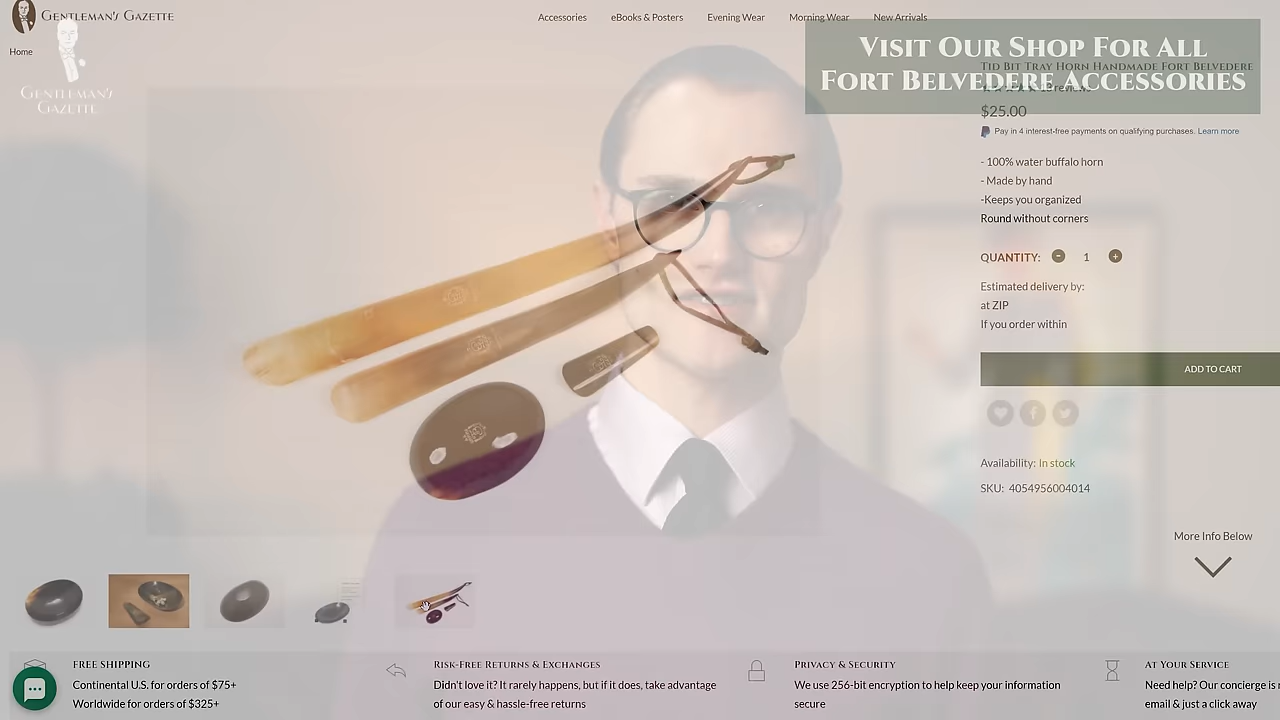 Gentleman's Gazette
Accessories
eBooks & Posters
Evening Wear
Morning Wear
New Arrivals
Home
Gentleman's
Gazette
Visit Our Shop For All
Fort Belvedere Accessories
Tid Bit Tray Horn Handmade Fort Belvedere
$25.00
Pay in 4 interest-free payments on qualifying purchases. Learn more
- 100% water buffalo horn
- Made by hand
-Keeps you organized
Round without corners
QUANTITY: - 1 +
Estimated delivery by:
at ZIP
If you order within
ADD TO CART
Availability: In stock
SKU: 4054956004014
More Info Below
Free Shipping
Continental U.S. for orders of $75+
Worldwide for orders of $325+
Risk-Free Returns & Exchanges
Didn't love it? It rarely happens, but if it does, take advantage
of our easy & hassle-free returns
Privacy & Security
We use 256-bit encryption to help keep your information
secure
At Your Service
Need help? Our concierge is
email & just a click away